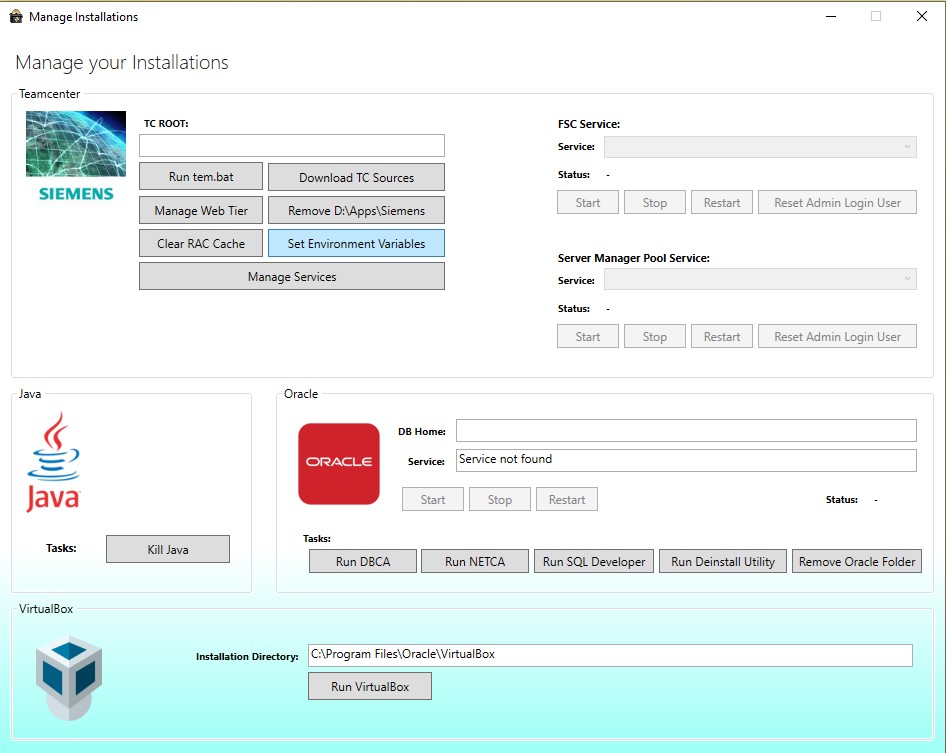 Manage Installations
Manage your Installations
Teamcenter
SIEMENS
TC ROOT:
Run tem.bat
Download TC Sources
Manage Web Tier
Remove D:\Apps\Siemens
Clear RAC Cache
Set Environment Variables
Manage Services
FSC Service:
Service:
Status: -
Start
Stop
Restart
Reset Admin Login User
Server Manager Pool Service:
Service:
Status: -
Start
Stop
Restart
Reset Admin Login User
Java
Java
Tasks:
Kill Java
Oracle
ORACLE
DB Home:
Service: Service not found
Start
Stop
Restart
Status: -
Tasks:
Run DBCA
Run NETCA
Run SQL Developer
Run Deinstall Utility
Remove Oracle Folder
VirtualBox
Installation Directory: C:\Program Files\Oracle\VirtualBox
Run VirtualBox